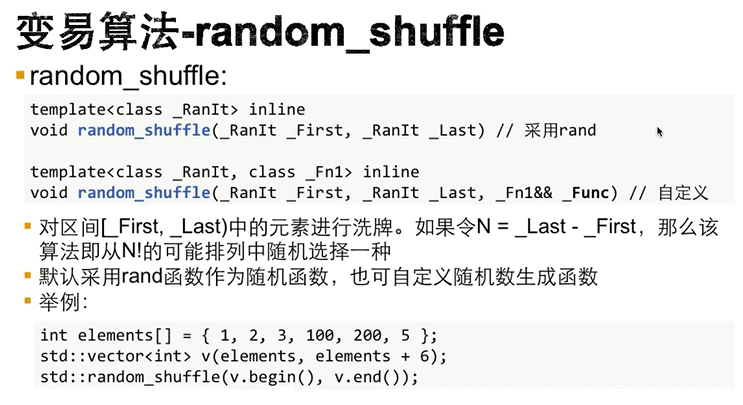 变易算法-random_shuffle
random_shuffle:
template<class _RanIt> inline
void random_shuffle(_RanIt _First, _RanIt _Last) // 采用rand
template<class _RanIt, class _Fn1> inline
void random_shuffle(_RanIt _First, _RanIt _Last, _Fn1&& _Func) // 自定义
对区间[_First, _Last)中的元素进行洗牌。如果令N = _Last - _First，那么该
算法即从N!的可能排列中随机选择一种
默认采用rand函数作为随机函数，也可自定义随机数生成函数
举例：
int elements[] = { 1, 2, 3, 100, 200, 5 };
std::vector<int> v(elements, elements + 6);
std::random_shuffle(v.begin(), v.end());